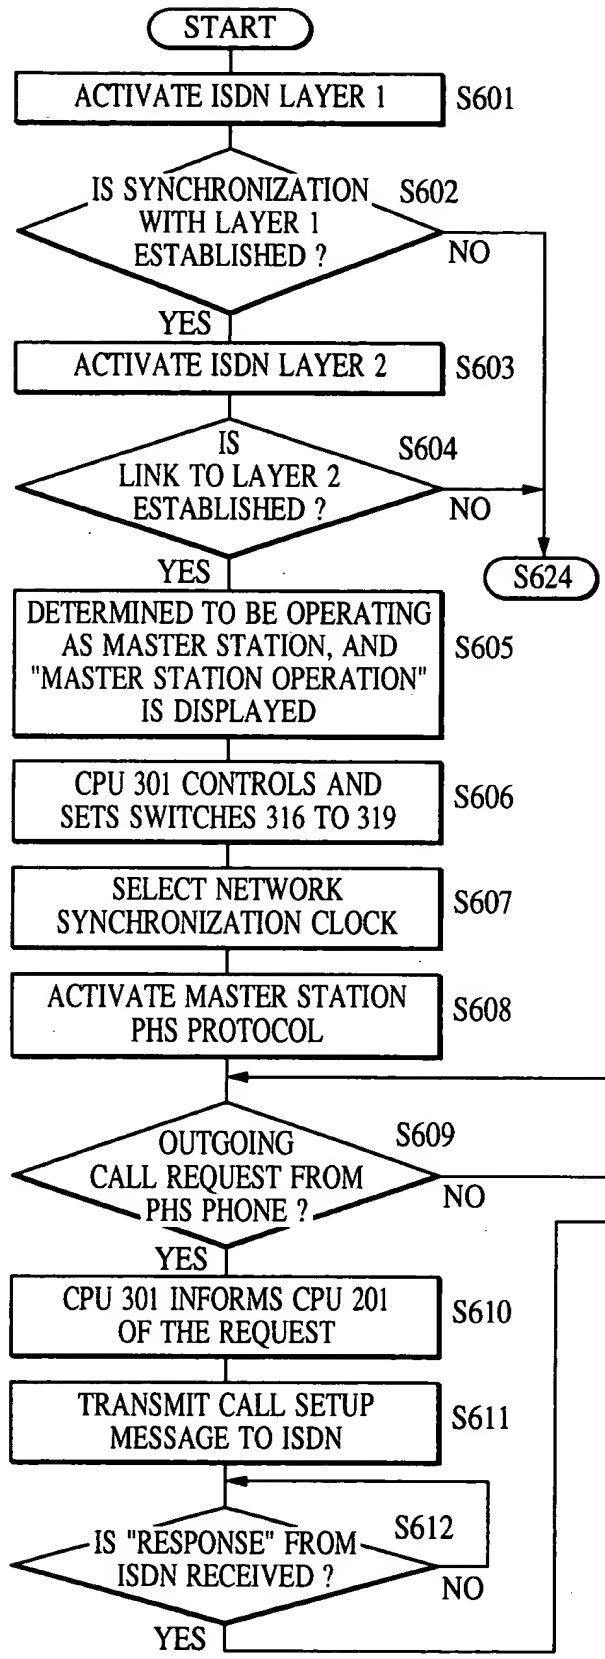 START
ACTIVATE ISDN LAYER 1
S601
IS SYNCHRONIZATION
WITH LAYER 1
ESTABLISHED ?
S602
NO
YES
ACTIVATE ISDN LAYER 2
S603
IS
LINK TO LAYER 2
ESTABLISHED ?
S604
NO
YES
S624
DETERMINED TO BE OPERATING
AS MASTER STATION, AND
"MASTER STATION OPERATION"
IS DISPLAYED
S605
CPU 301 CONTROLS AND
SETS SWITCHES 316 TO 319
S606
SELECT NETWORK
SYNCHRONIZATION CLOCK
S607
ACTIVATE MASTER STATION
PHS PROTOCOL
S608
OUTGOING
CALL REQUEST FROM
PHS PHONE ?
S609
NO
YES
CPU 301 INFORMS CPU 201
OF THE REQUEST
S610
TRANSMIT CALL SETUP
MESSAGE TO ISDN
S611
IS "RESPONSE" FROM
ISDN RECEIVED ?
S612
NO
YES